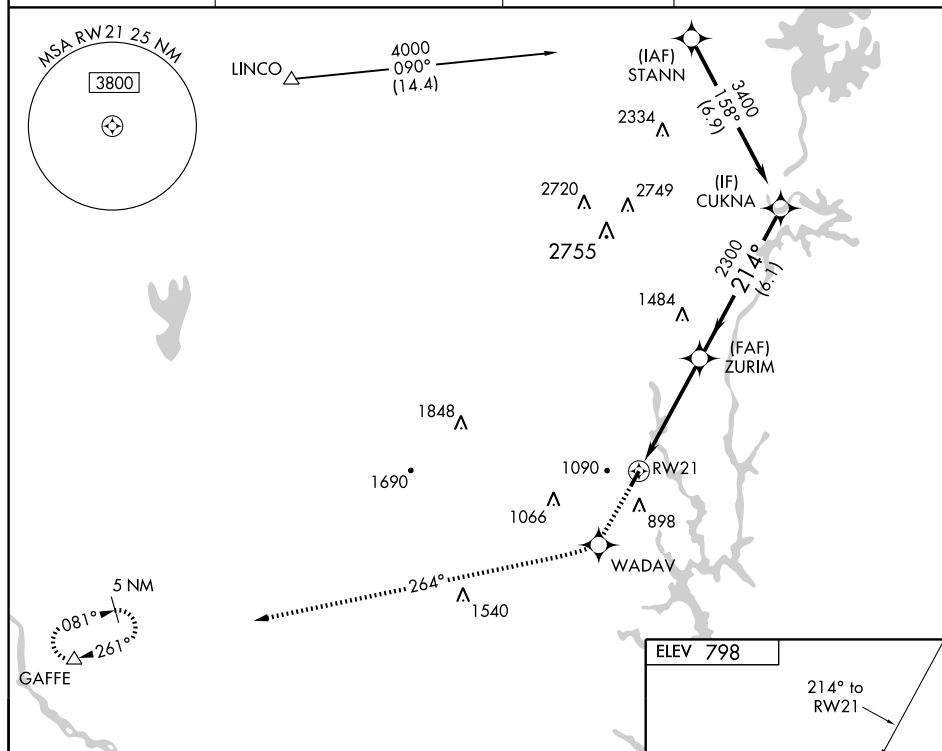 MSA RW21 25 NM
3800
LINCO
4000
090°
(14.4)
(IAF)
STANN
3400
158°
(6.9)
2334
2720
2749
2755
(IF)
CUKNA
2300
214°
(6.1)
1484
(FAF)
ZURIM
1848
1690
1090
RW21
1066
898
WADAV
264°
1540
5 NM
081°
261°
GAFFE
ELEV 798
214° to
RW21